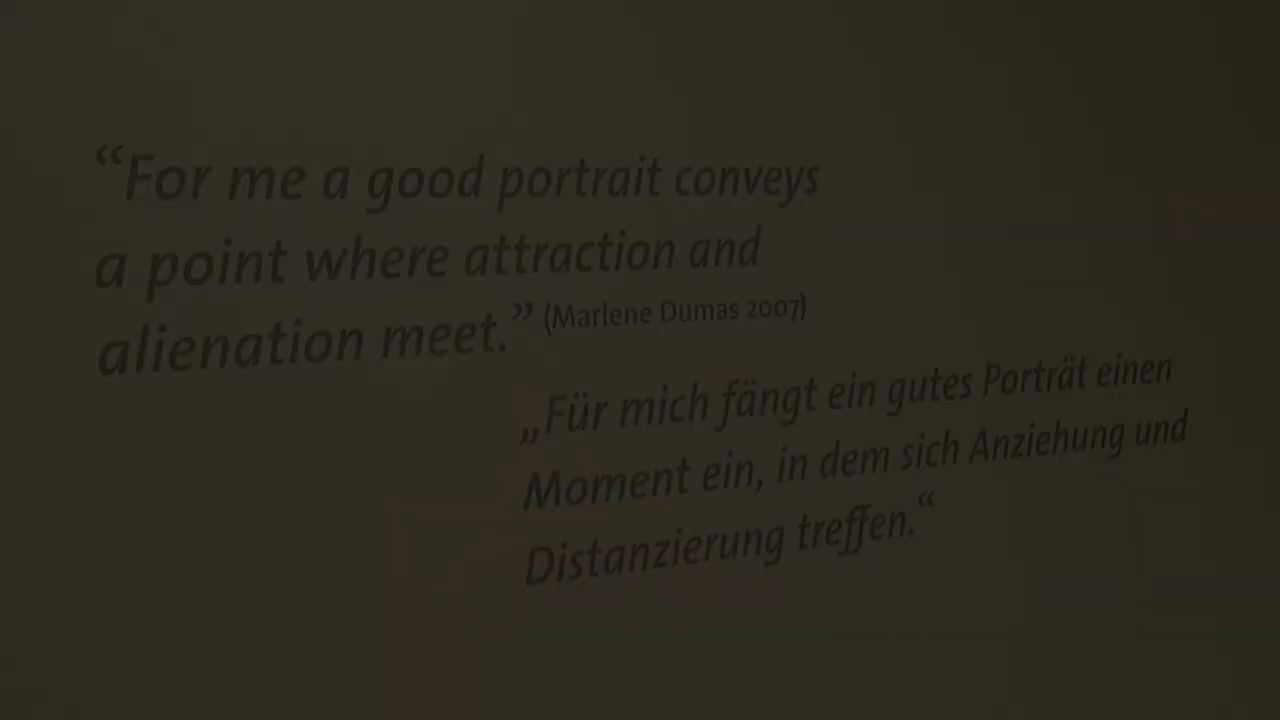 “For me a good portrait conveys
a point where attraction and
alienation meet.” (Marlene Dumas 2007)
„Für mich fängt ein gutes Porträt einen
Moment ein, in dem sich Anziehung und
Distanzierung treffen.“